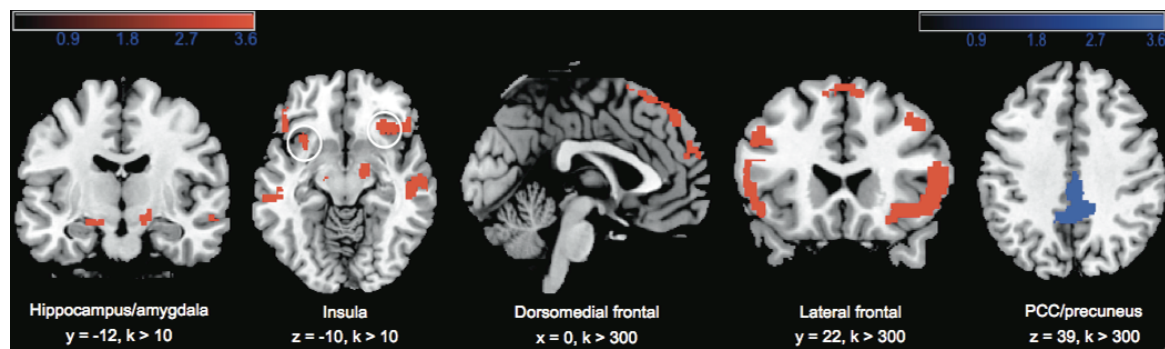 0.9 1.8 2.7 3.6
0.9 1.8 2.7 3.6
Hippocampus/amygdala
y = -12, k > 10
Insula
z = -10, k > 10
Dorsomedial frontal
x = 0, k > 300
Lateral frontal
y = 22, k > 300
PCC/precuneus
z = 39, k > 300